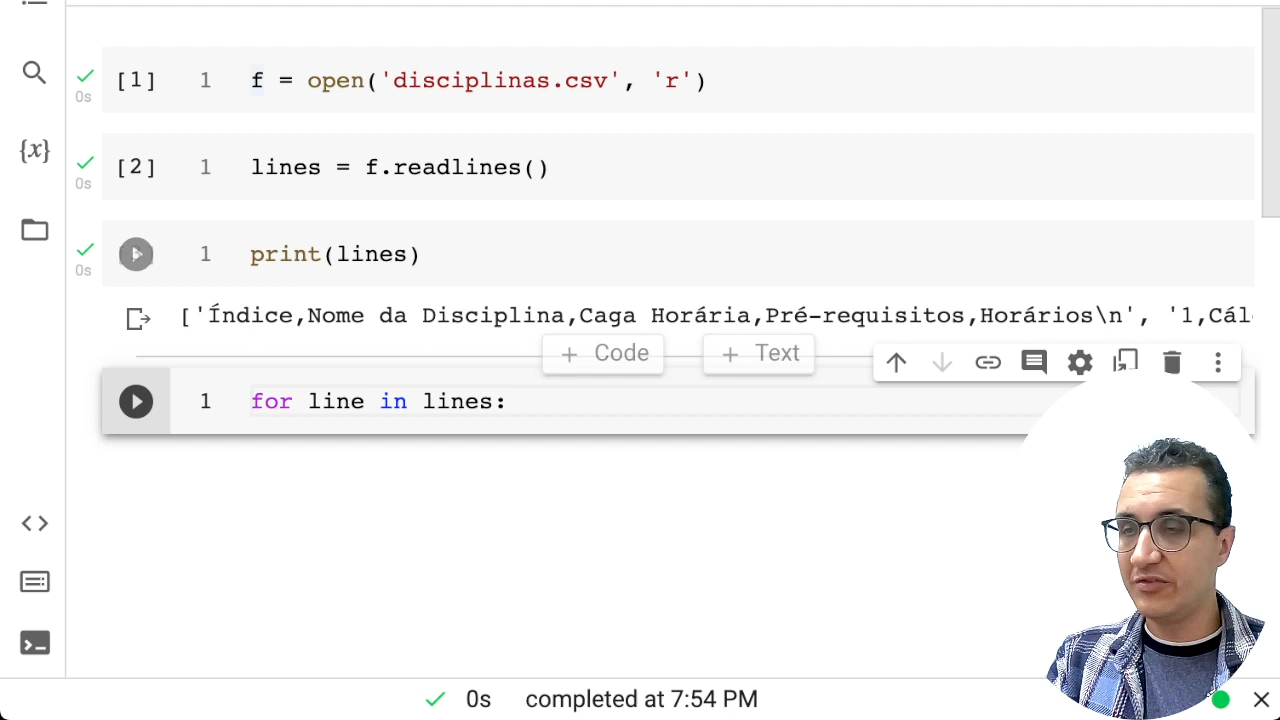 [1] 1 f = open('disciplinas.csv', 'r')
0s
[2] 1 lines = f.readlines()
0s
1 print(lines)
0s
['Índice,Nome da Disciplina,Caga Horária,Pré-requisitos,Horários\n', '1,Cálc
+ Code + Text
1 for line in lines:
{x}
0s completed at 7:54 PM